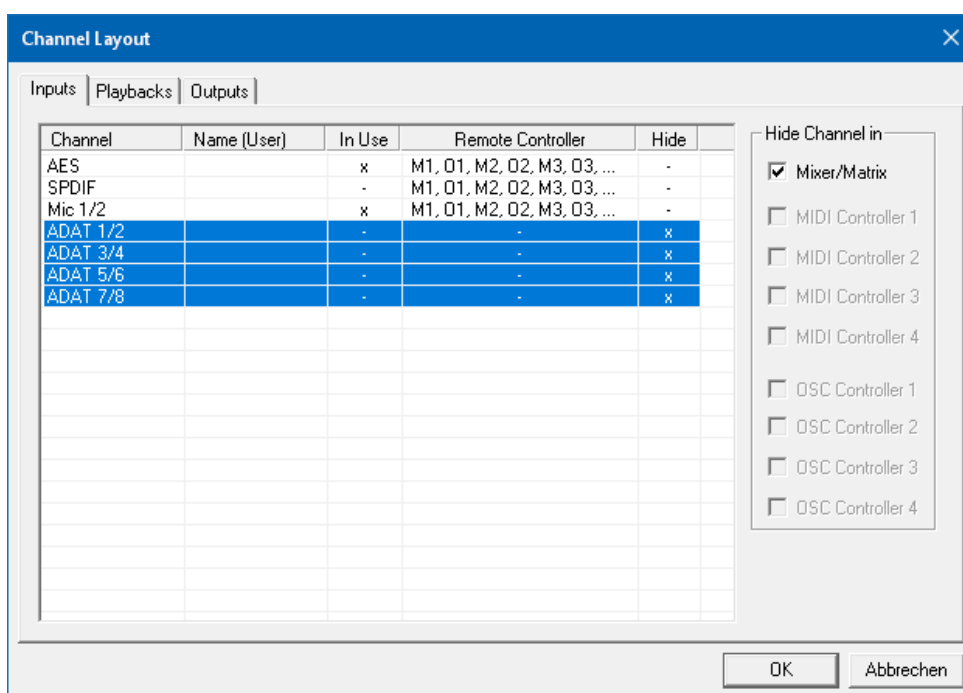 Channel Layout
Inputs Playbacks Outputs
Channel Name (User) In Use Remote Controller Hide
AES x M1, O1, M2, O2, M3, O3, ... -
SPDIF - M1, O1, M2, O2, M3, O3, ... -
Mic 1/2 x M1, O1, M2, O2, M3, O3, ... -
ADAT 1/2 - - x
ADAT 3/4 - - x
ADAT 5/6 - - x
ADAT 7/8 - - x
Hide Channel in
Mixer/Matrix
MIDI Controller 1
MIDI Controller 2
MIDI Controller 3
MIDI Controller 4
OSC Controller 1
OSC Controller 2
OSC Controller 3
OSC Controller 4
OK Abbrechen